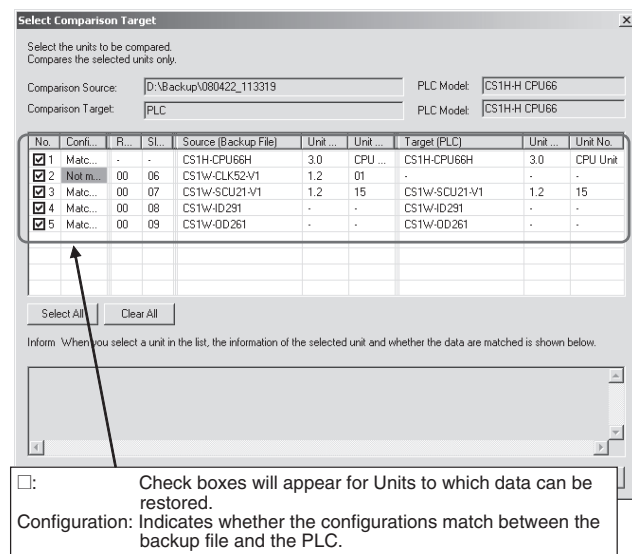 Select Comparison Target
Select the units to be compared.
Compares the selected units only.
Comparison Source: D:\Backup\080422_113319 PLC Model: CS1H-H CPU66
Comparison Target: PLC PLC Model: CS1H-H CPU66
No. Confi... R... Sl... Source (Backup File) Unit ... Unit ... Target (PLC) Unit ... Unit No.
1 Matc... - - CS1H-CPU66H 3.0 CPU ... CS1H-CPU66H 3.0 CPU Unit
2 Not m... 00 06 CS1W-CLK52-V1 1.2 01 - - -
3 Matc... 00 07 CS1W-SCU21-V1 1.2 15 CS1W-SCU21-V1 1.2 15
4 Matc... 00 08 CS1W-ID291 - - CS1W-ID291 - -
5 Matc... 00 09 CS1W-OD261 - - CS1W-OD261 - -
Select All Clear All
Inform When you select a unit in the list, the information of the selected unit and whether the data are matched is shown below.
□: Check boxes will appear for Units to which data can be
restored.
Configuration: Indicates whether the configurations match between the
backup file and the PLC.